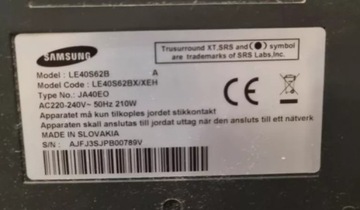 SAMSUNG
Trusurround XT, SRS and (●) symbol
are trademarks of SRS Labs,Inc.
Model : LE40S62B A
Model Code : LE40S62BX/XEH
Type No. : JA40EO
AC220-240V~ 50Hz 210W
Apparatet må kun tilsluttes jordet stikkontakt
Apparaten skall anslutas till jordat uttag när den ansluts till ett nätverk
MADE IN SLOVAKIA
S/N : AJFJ3SJPB00789V
CE